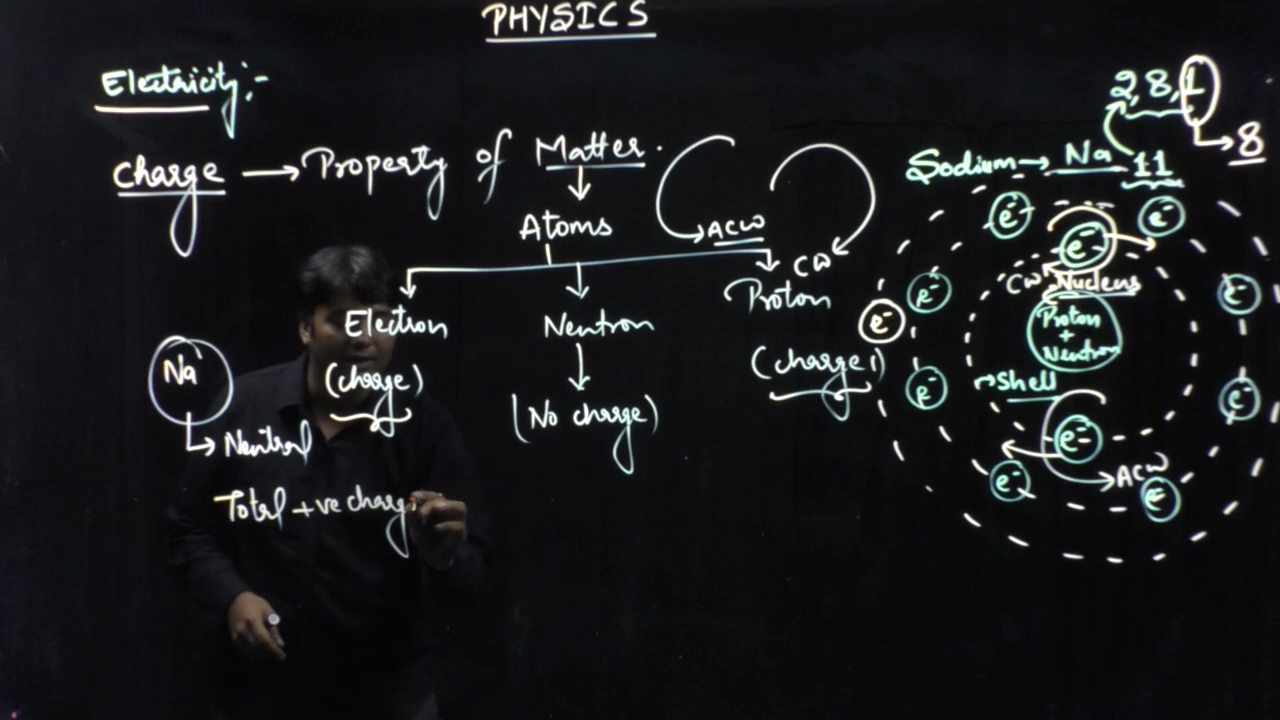 PHYSICS
Electricity:-
Charge → Property of Matter.
Atoms
ACW
CW
Electron
Neutron
Proton
(charge)
(No charge)
(charge)
Na
Neutral
Total +ve charge
2,8,1
8
Sodium → Na 11
e⁻ e⁻ e⁻
CW Nucleus
e⁻ e⁻ e⁻
Proton
+
Neutron
e⁻ shell e⁻
e⁻
ACW
e⁻ e⁻